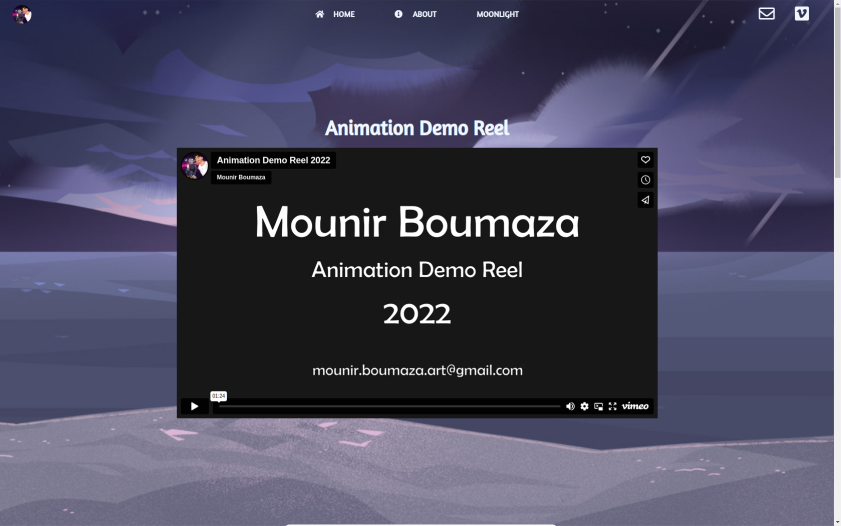 HOME ABOUT MOONLIGHT
Animation Demo Reel
Animation Demo Reel 2022
Mounir Boumaza
Mounir Boumaza
Animation Demo Reel
2022
mounir.boumaza.art@gmail.com
01:24
vimeo